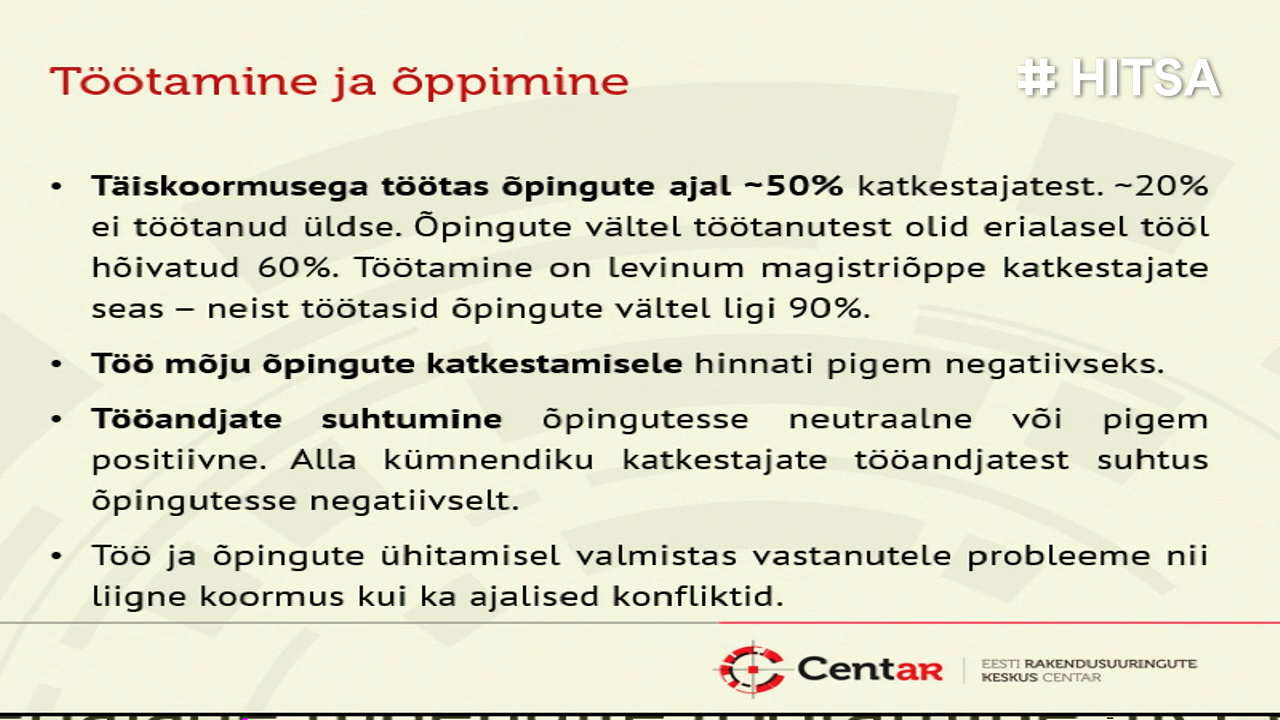 Töötamine ja õppimine
# HITSA
• Täiskoormusega töötas õpingute ajal ~50% katkestajatest. ~20%
ei töötanud üldse. Õpingute vältel töötanutest olid erialasel tööl
hõivatud 60%. Töötamine on levinum magistriõppe katkestajate
seas – neist töötasid õpingute vältel ligi 90%.
• Töö mõju õpingute katkestamisele hinnati pigem negatiivseks.
• Tööandjate suhtumine õpingutesse neutraalne või pigem
positiivne. Alla kümnendiku katkestajate tööandjatest suhtus
õpingutesse negatiivselt.
• Töö ja õpingute ühitamisel valmistas vastanutele probleeme nii
liigne koormus kui ka ajalised konfliktid.
CentAR
EESTI RAKENDUSUURINGUTE
KESKUS CENTAR